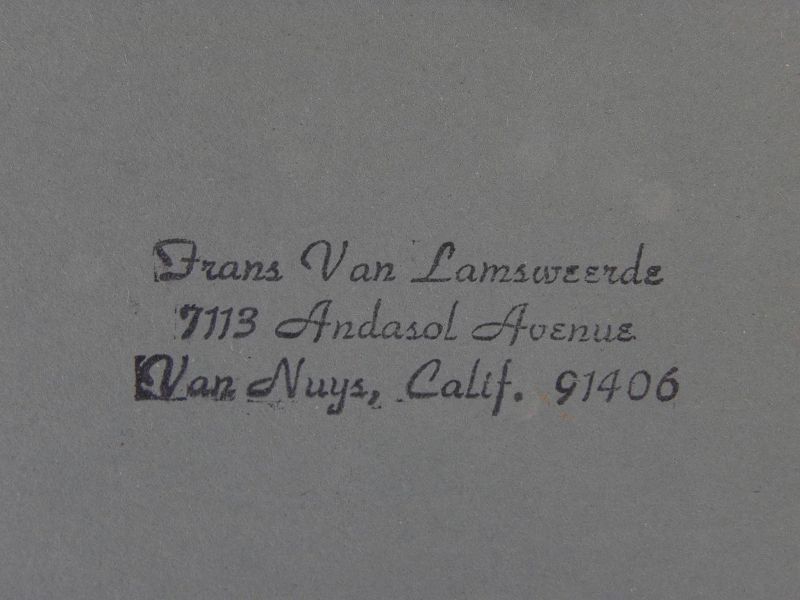 Frans Van Lamsweerde
7113 Andasol Avenue
Van Nuys, Calif. 91406